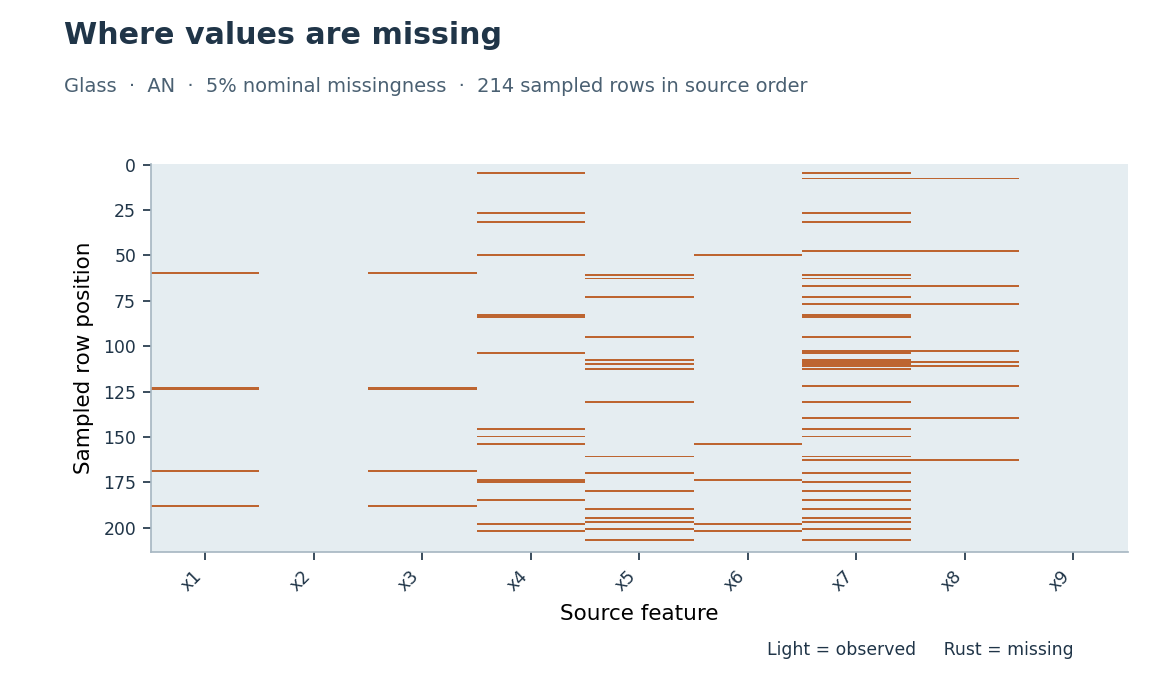 Where values are missing
Glass · AN · 5% nominal missingness · 214 sampled rows in source order
0
25
50
75
100
125
150
175
200
Sampled row position
x1 x2 x3 x4 x5 x6 x7 x8 x9
Source feature
Light = observed Rust = missing